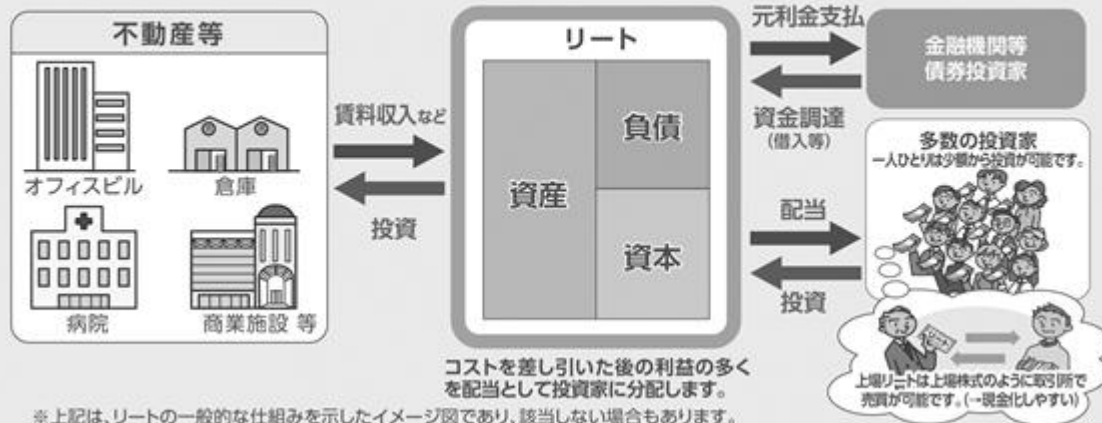 不動産等
オフィスビル
倉庫
病院
商業施設 等
賃料収入など
投資
リート
資産
負債
資本
コストを差し引いた後の利益の多く
を配当として投資家に分配します。
元利金支払
資金調達
(借入等)
配当
投資
金融機関等
債券投資家
多数の投資家
一人ひとりは少額から投資が可能です。
リート
上場リートは上場株式のように取引所で
売買が可能です。(→現金化しやすい)
※上記は、リートの一般的な仕組みを示したイメージ図であり、該当しない場合もあります。